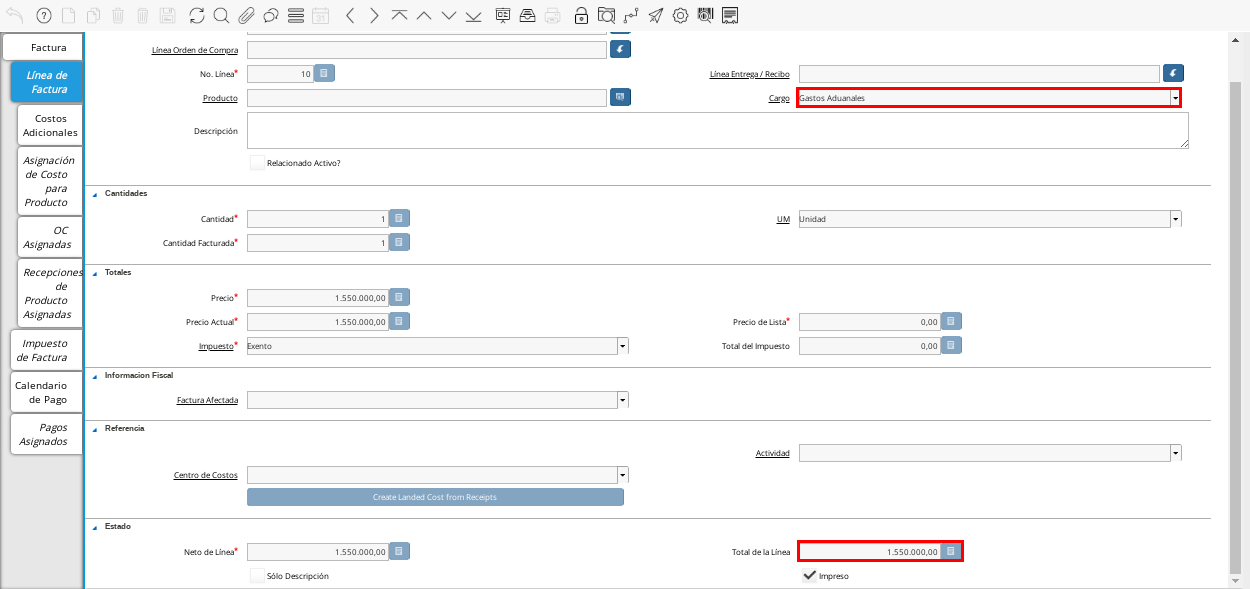 Factura
Línea de
Factura
Costos
Adicionales
Asignación
de Costo
para
Producto
OC
Asignadas
Recepciones
de
Producto
Asignadas
Impuesto
de Factura
Calendario
de Pago
Pagos
Asignados
31
Línea Orden de Compra
No. Línea* 10 Línea Entrega / Recibo
Producto Cargo Gastos Aduanales
Descripción
Relacionado Activo?
Cantidades
Cantidad* 1 UM Unidad
Cantidad Facturada* 1
Totales
Precio* 1.550.000,00
Precio Actual* 1.550.000,00 Precio de Lista* 0,00
Impuesto* Exento Total del Impuesto 0,00
Informacion Fiscal
Factura Afectada
Referencia
Actividad
Centro de Costos
Create Landed Cost from Receipts
Estado
Neto de Línea* 1.550.000,00 Total de la Línea 1.550.000,00
Sólo Descripción Impreso